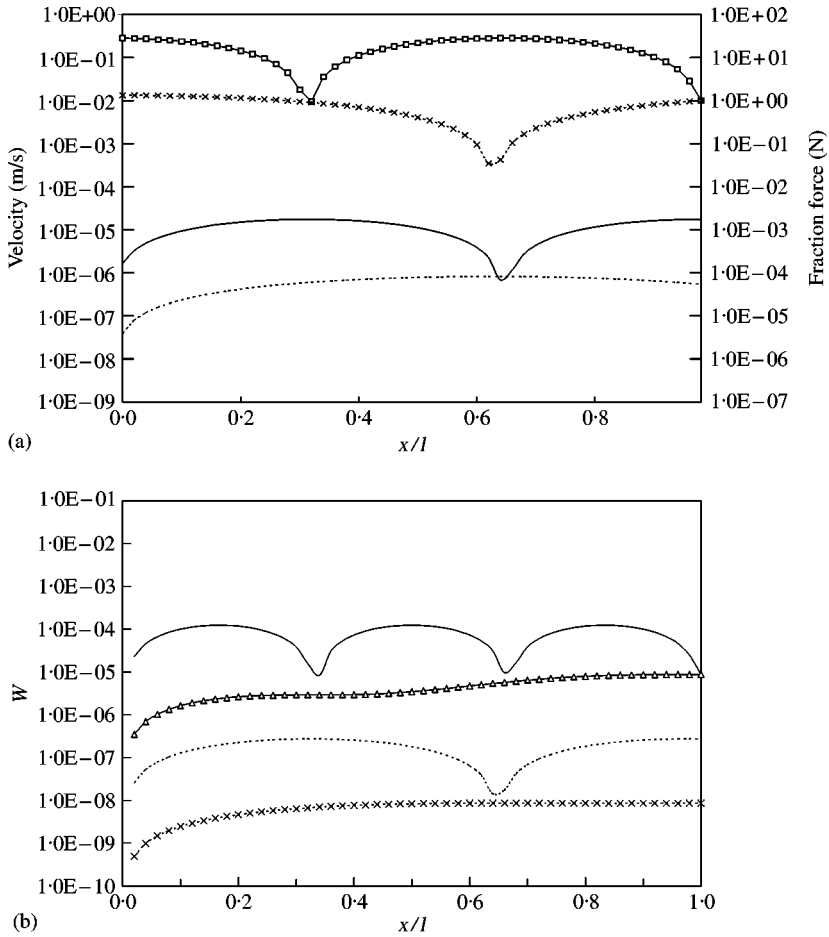 1·0E+00
1·0E−01
1·0E−02
1·0E−03
1·0E−04
1·0E−05
1·0E−06
1·0E−07
1·0E−08
1·0E−09
Velocity (m/s)
1·0E+02
1·0E+01
1·0E+00
1·0E−01
1·0E−02
1·0E−03
1·0E−04
1·0E−05
1·0E−06
1·0E−07
Fraction force (N)
0·0 0·2 0·4 0·6 0·8
x/l
(a)
1·0E−01
1·0E−02
1·0E−03
1·0E−04
1·0E−05
1·0E−06
1·0E−07
1·0E−08
1·0E−09
1·0E−10
W
0·0 0·2 0·4 0·6 0·8 1·0
x/l
(b)